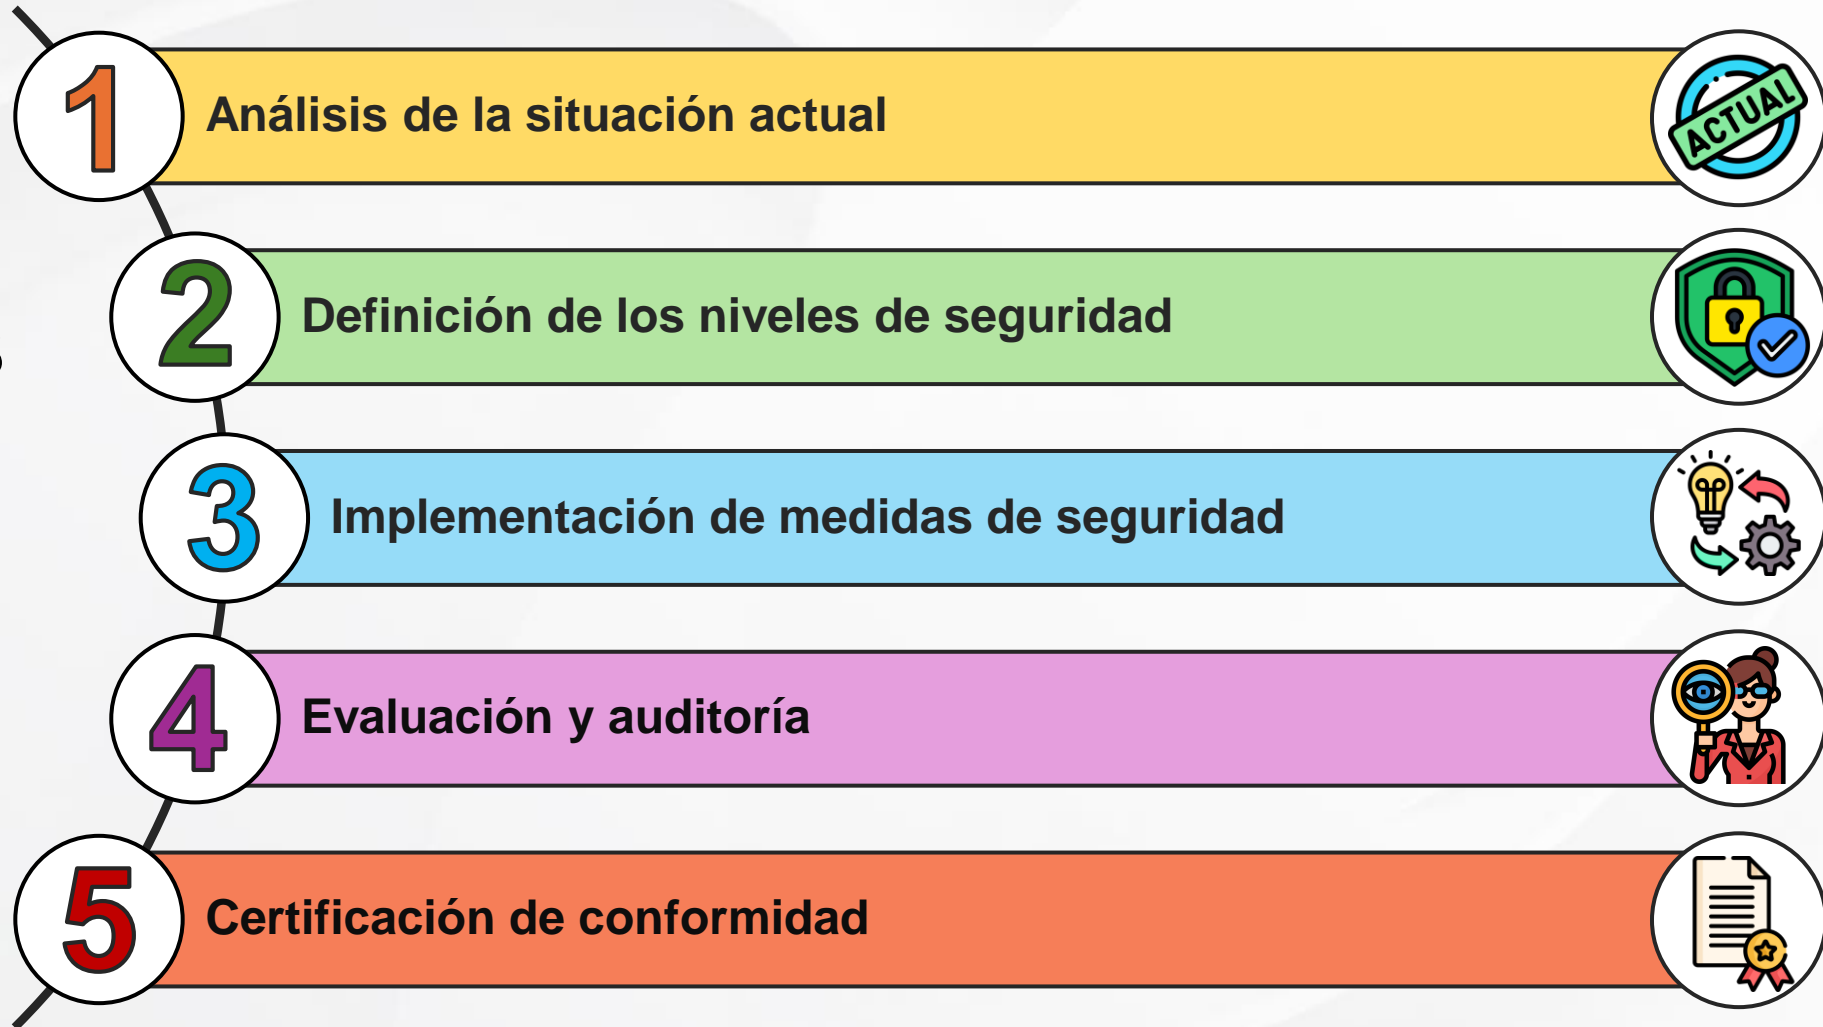 1
Análisis de la situación actual
ACTUAL
2
Definición de los niveles de seguridad
3
Implementación de medidas de seguridad
4
Evaluación y auditoría
5
Certificación de conformidad